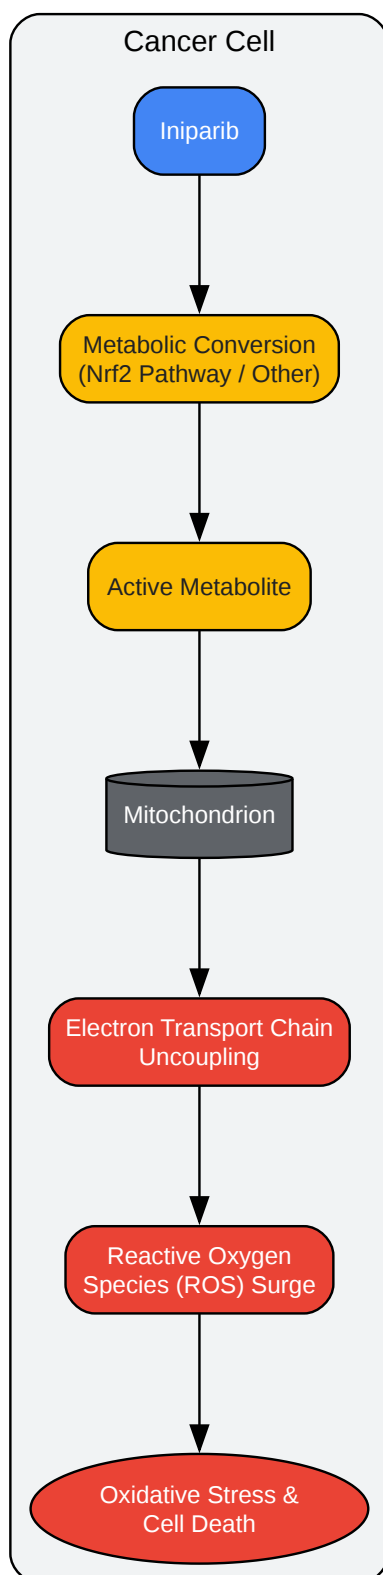 Cancer Cell
Iniparib
Metabolic Conversion
(Nrf2 Pathway / Other)
Active Metabolite
Mitochondrion
Electron Transport Chain
Uncoupling
Reactive Oxygen
Species (ROS) Surge
Oxidative Stress &
Cell Death